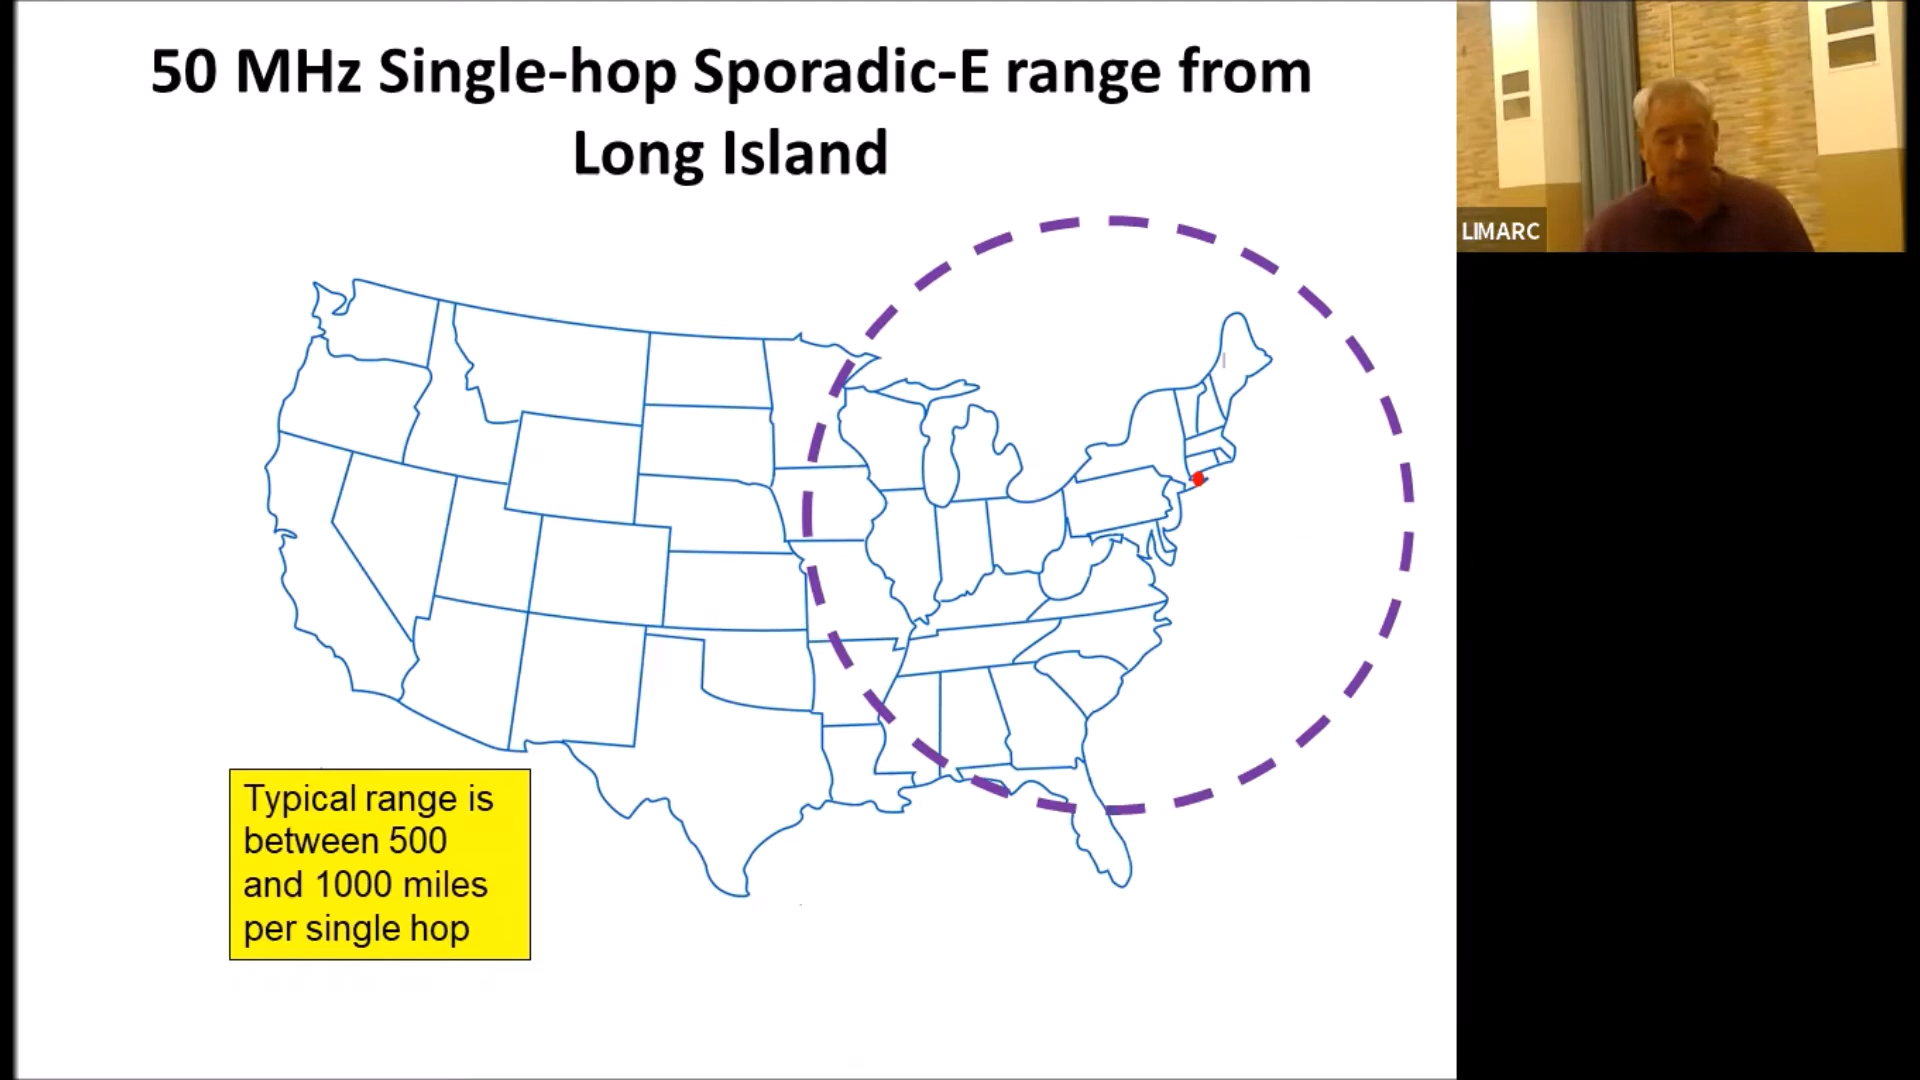 50 MHz Single-hop Sporadic-E range from
Long Island
LIMARC
Typical range is
between 500
and 1000 miles
per single hop